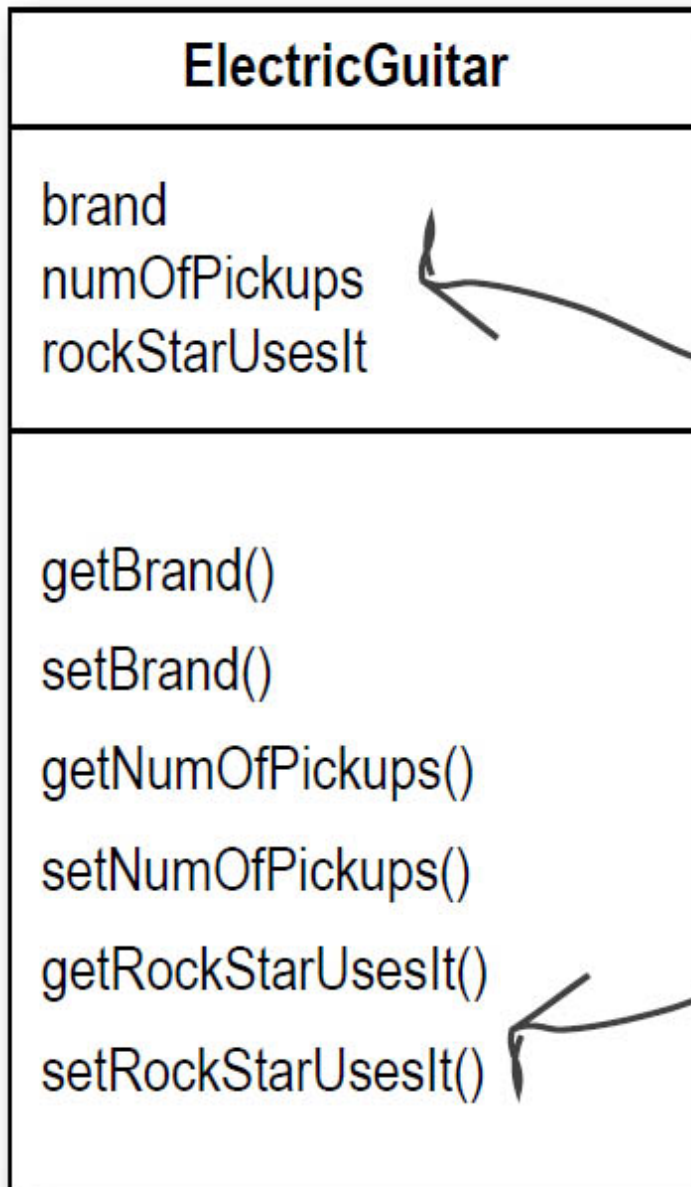 ElectricGuitar
brand
numOfPickups
rockStarUsesIt
getBrand()
setBrand()
getNumOfPickups()
setNumOfPickups()
getRockStarUsesIt()
setRockStarUsesIt()